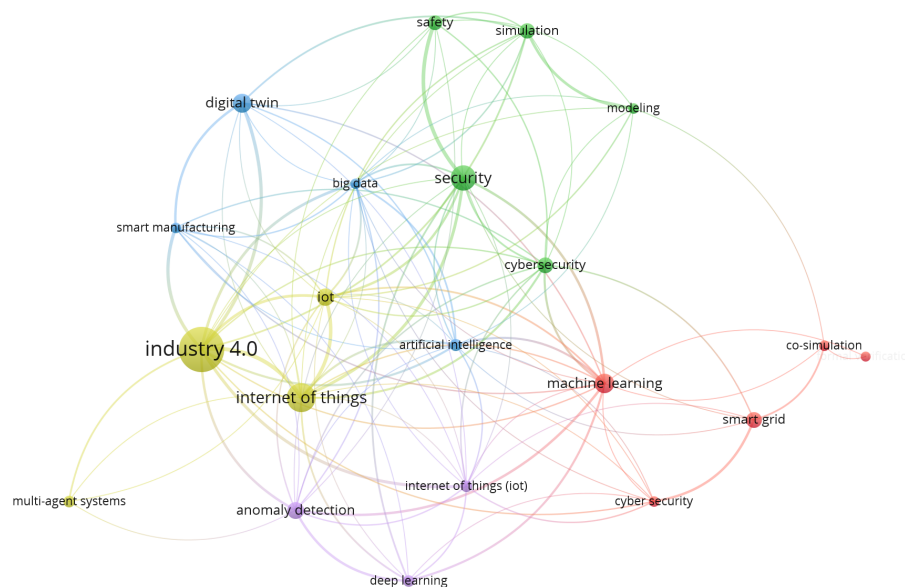 safety
simulation
digital twin
modeling
security
big data
smart manufacturing
cybersecurity
iot
industry 4.0
artificial intelligence
co-simulation
machine learning
internet of things
smart grid
internet of things (iot)
multi-agent systems
cyber security
anomaly detection
deep learning